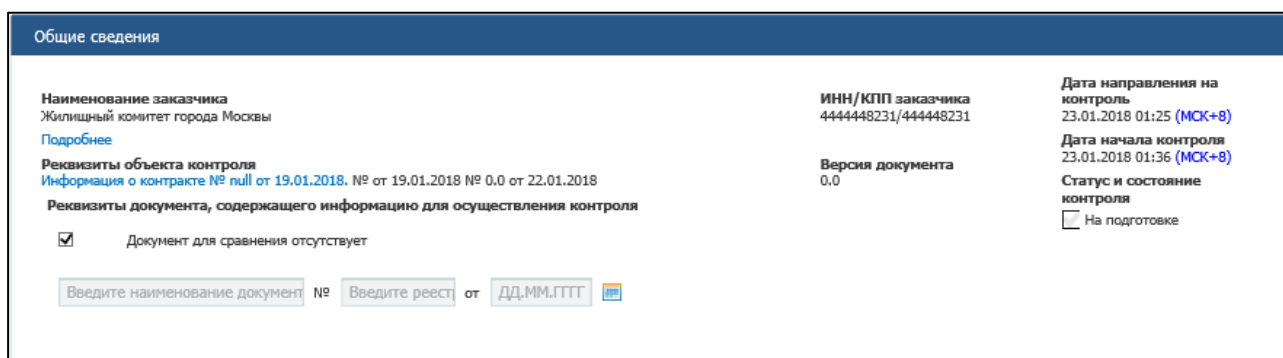 Общие сведения
Наименование заказчика
Жилищный комитет города Москвы
Подробнее
Реквизиты объекта контроля
Информация о контракте № null от 19.01.2018. № от 19.01.2018 № 0.0 от 22.01.2018
Реквизиты документа, содержащего информацию для осуществления контроля
Документ для сравнения отсутствует
Введите наименование документ № Введите реест от ДД.ММ.ГГГГ
ИНН/КПП заказчика
4444448231/444448231
Версия документа
0.0
Дата направления на
контроль
23.01.2018 01:25 (МСК+8)
Дата начала контроля
23.01.2018 01:36 (МСК+8)
Статус и состояние
контроля
На подготовке